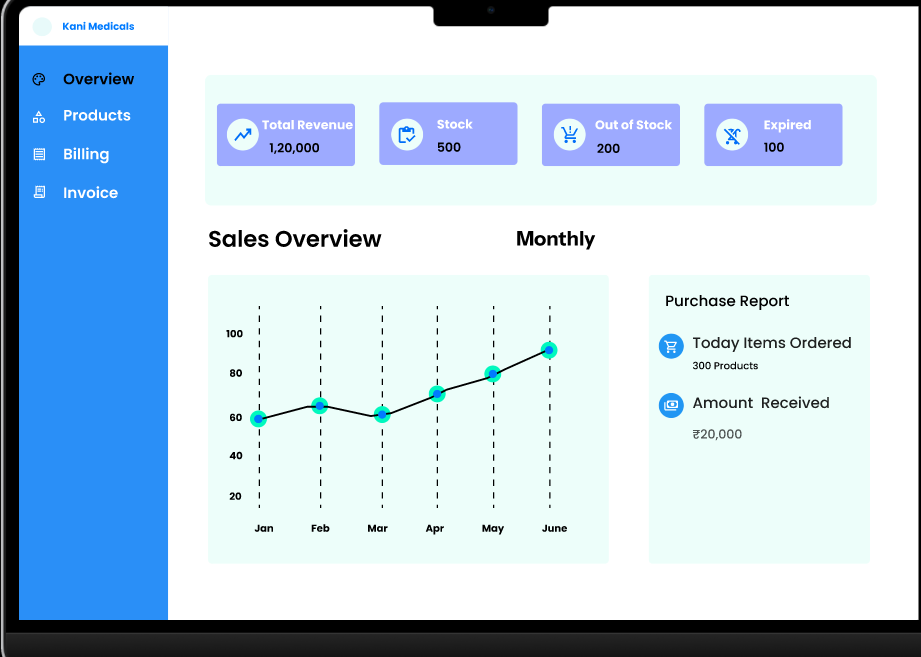 Kani Medicals
Overview
Products
Billing
Invoice
Total Revenue
1,20,000
Stock
500
Out of Stock
200
Expired
100
Sales Overview
Monthly
100
80
60
40
20
Jan Feb Mar Apr May June
Purchase Report
Today Items Ordered
300 Products
Amount Received
₹20,000